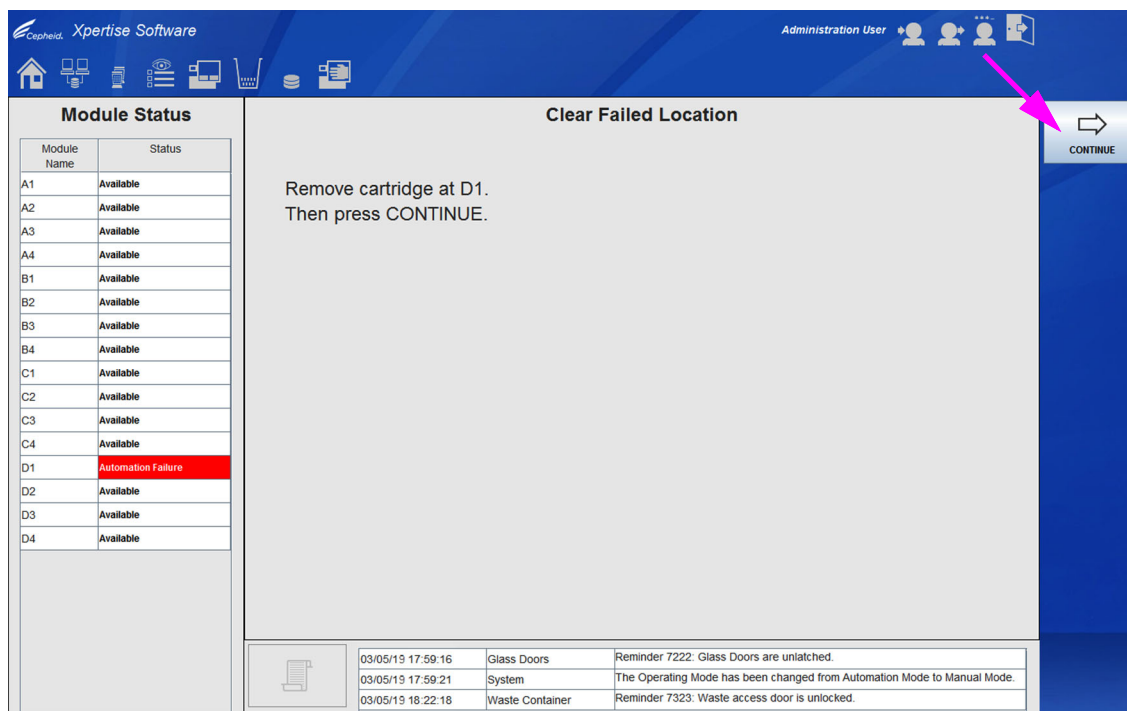 Cepheid. Xpertise Software
Administration User
Module Status
Module Name Status
A1 Available
A2 Available
A3 Available
A4 Available
B1 Available
B2 Available
B3 Available
B4 Available
C1 Available
C2 Available
C3 Available
C4 Available
D1 Automation Failure
D2 Available
D3 Available
D4 Available
Clear Failed Location
Remove cartridge at D1.
Then press CONTINUE.
CONTINUE
03/05/19 17:59:16 Glass Doors Reminder 7222: Glass Doors are unlatched.
03/05/19 17:59:21 System The Operating Mode has been changed from Automation Mode to Manual Mode.
03/05/19 18:22:18 Waste Container Reminder 7323: Waste access door is unlocked.